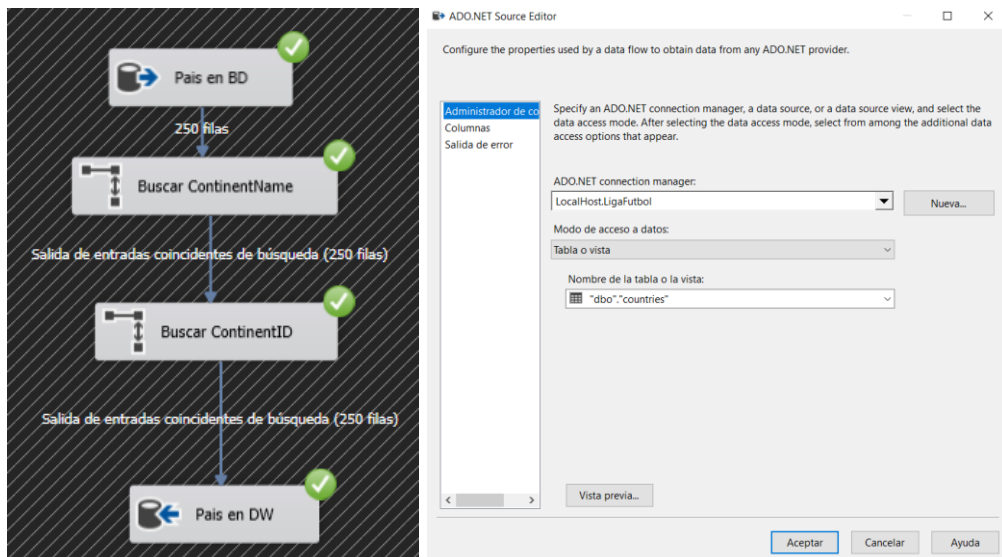 Pais en BD
250 filas
Buscar ContinentName
Salida de entradas coincidentes de búsqueda (250 filas)
Buscar ContinentID
Salida de entradas coincidentes de búsqueda (250 filas)
Pais en DW
ADO.NET Source Editor
Configure the properties used by a data flow to obtain data from any ADO.NET provider.
Administrador de co
Columnas
Salida de error
Specify an ADO.NET connection manager, a data source, or a data source view, and select the
data access mode. After selecting the data access mode, select from among the additional data
access options that appear.
ADO.NET connection manager:
LocalHost.LigaFutbol
Nueva...
Modo de acceso a datos:
Tabla o vista
Nombre de la tabla o la vista:
"dbo"."countries"
Vista previa...
Aceptar
Cancelar
Ayuda